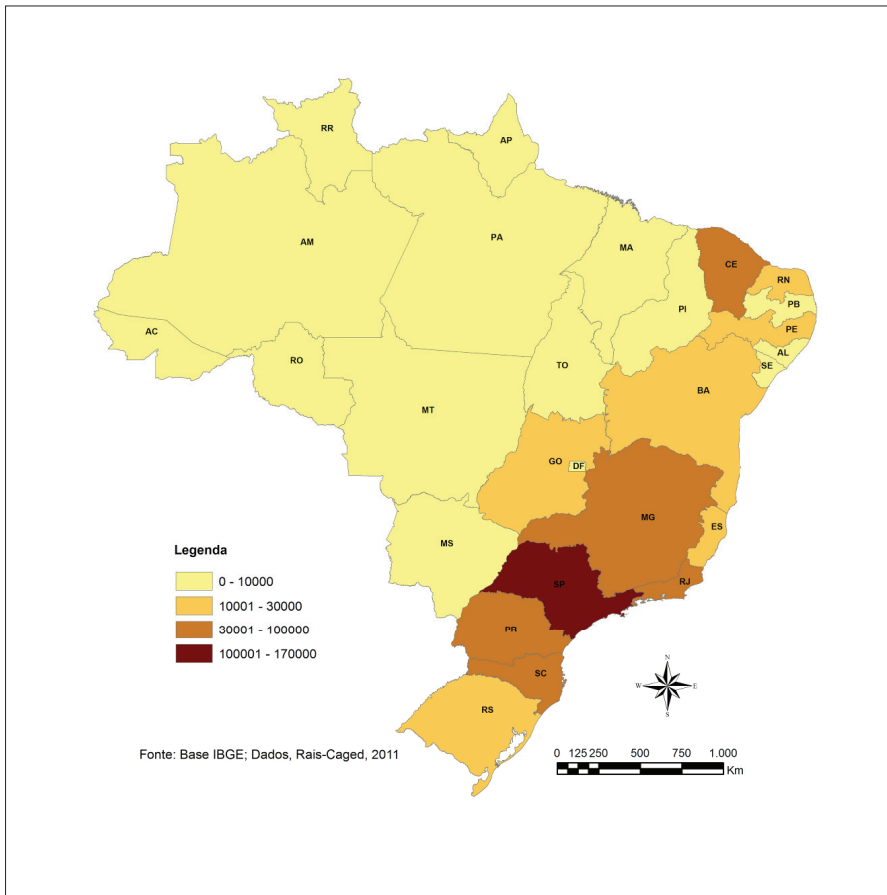 RR
AP
AM
PA
MA
CE
RN
PB
PI
PE
AC
AL
SE
RO
TO
BA
MT
GO
DF
MG
ES
MS
SP
RJ
PR
SC
RS
Legenda
0 - 10000
10001 - 30000
30001 - 100000
100001 - 170000
N
W
E
S
Fonte: Base IBGE; Dados, Rais-Caged, 2011
0 125 250 500 750 1.000
Km